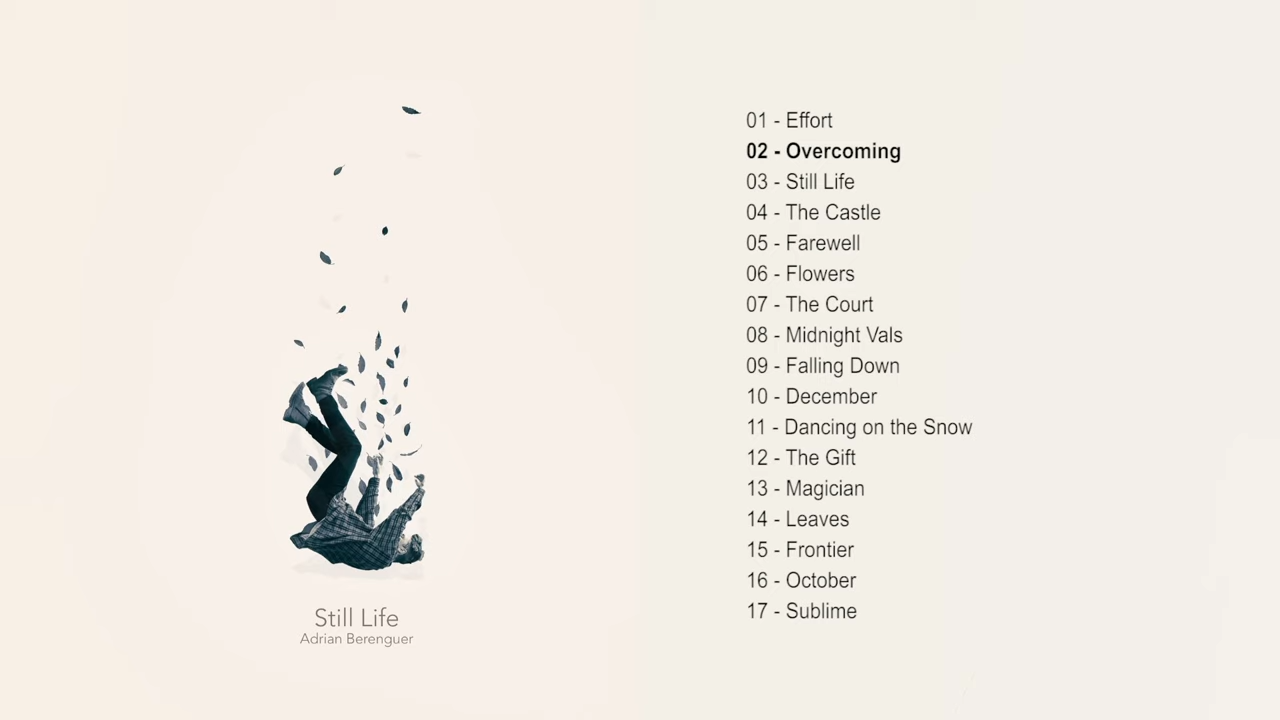 Still Life
Adrian Berenguer
01 - Effort
02 - Overcoming
03 - Still Life
04 - The Castle
05 - Farewell
06 - Flowers
07 - The Court
08 - Midnight Vals
09 - Falling Down
10 - December
11 - Dancing on the Snow
12 - The Gift
13 - Magician
14 - Leaves
15 - Frontier
16 - October
17 - Sublime